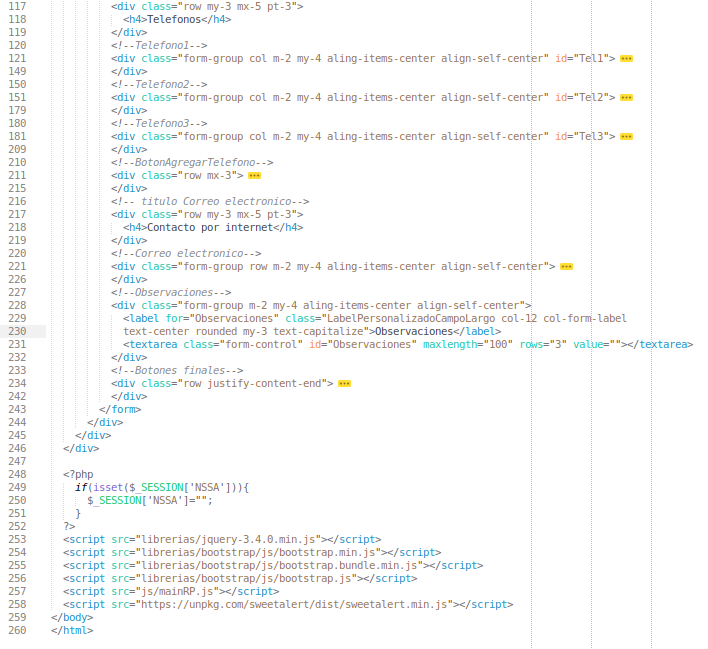 117 <div class="row my-3 mx-5 pt-3">
118 <h4>Telefonos</h4>
119 </div>
120 <!--Telefono1-->
121 <div class="form-group col m-2 my-4 aling-items-center align-self-center" id="Tel1"> •••
149 </div>
150 <!--Telefono2-->
151 <div class="form-group col m-2 my-4 aling-items-center align-self-center" id="Tel2"> •••
179 </div>
180 <!--Telefono3-->
181 <div class="form-group col m-2 my-4 aling-items-center align-self-center" id="Tel3"> •••
209 </div>
210 <!--BotonAgregarTelefono-->
211 <div class="row mx-3"> •••
215 </div>
216 <!-- titulo Correo electronico-->
217 <div class="row my-3 mx-5 pt-3">
218 <h4>Contacto por internet</h4>
219 </div>
220 <!--Correo electronico-->
221 <div class="form-group row m-2 my-4 aling-items-center align-self-center"> •••
226 </div>
227 <!--Observaciones-->
228 <div class="form-group m-2 my-4 aling-items-center align-self-center">
229 <label for="Observaciones" class="LabelPersonalizadoCampoLargo col-12 col-form-label
230 text-center rounded my-3 text-capitalize">Observaciones</label>
231 <textarea class="form-control" id="Observaciones" maxlength="100" rows="3" value=""></textarea>
232 </div>
233 <!--Botones finales-->
234 <div class="row justify-content-end"> •••
242 </div>
243 </form>
244 </div>
245 </div>
246 </div>
247
248 <?php
249 if(isset($_SESSION['NSSA'])){
250 $_SESSION['NSSA']="";
251 }
252 ?>
253 <script src="librerias/jquery-3.4.0.min.js"></script>
254 <script src="librerias/bootstrap/js/bootstrap.min.js"></script>
255 <script src="librerias/bootstrap/js/bootstrap.bundle.min.js"></script>
256 <script src="librerias/bootstrap/js/bootstrap.js"></script>
257 <script src="js/mainRP.js"></script>
258 <script src="https://unpkg.com/sweetalert/dist/sweetalert.min.js"></script>
259 </body>
260 </html>